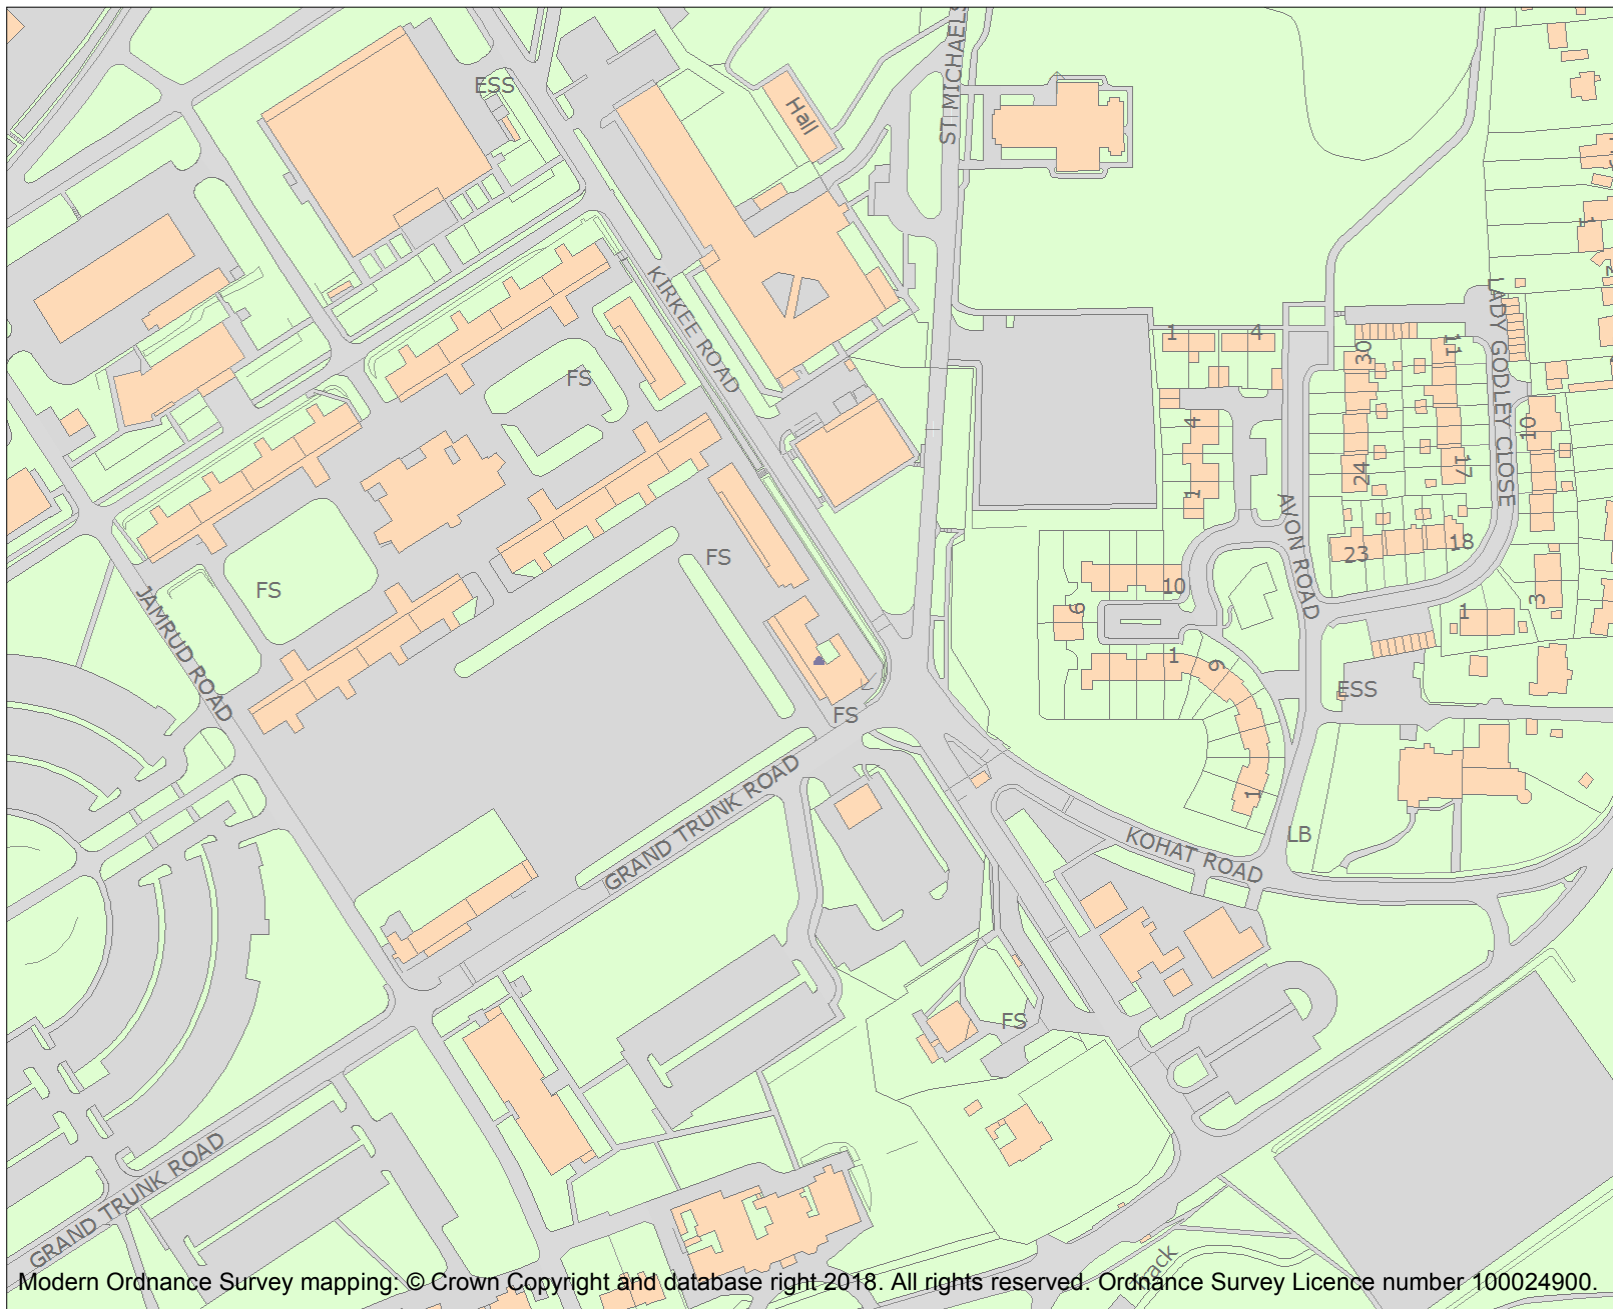 ESS
Hall
ST MICHAELS
KIRKEE ROAD
1
4
LADY GODLEY CLOSE
1
30
11
FS
4
10
24
17
1
AVON ROAD
23
18
FS
FS
10
6
1
3
JAMRUD ROAD
1
6
ESS
FS
GRAND TRUNK ROAD
1
KOHAT ROAD
LB
FS
GRAND TRUNK ROAD
Modern Ordnance Survey mapping: © Crown Copyright and database right 2018. All rights reserved. Ordnance Survey Licence number 100024900.